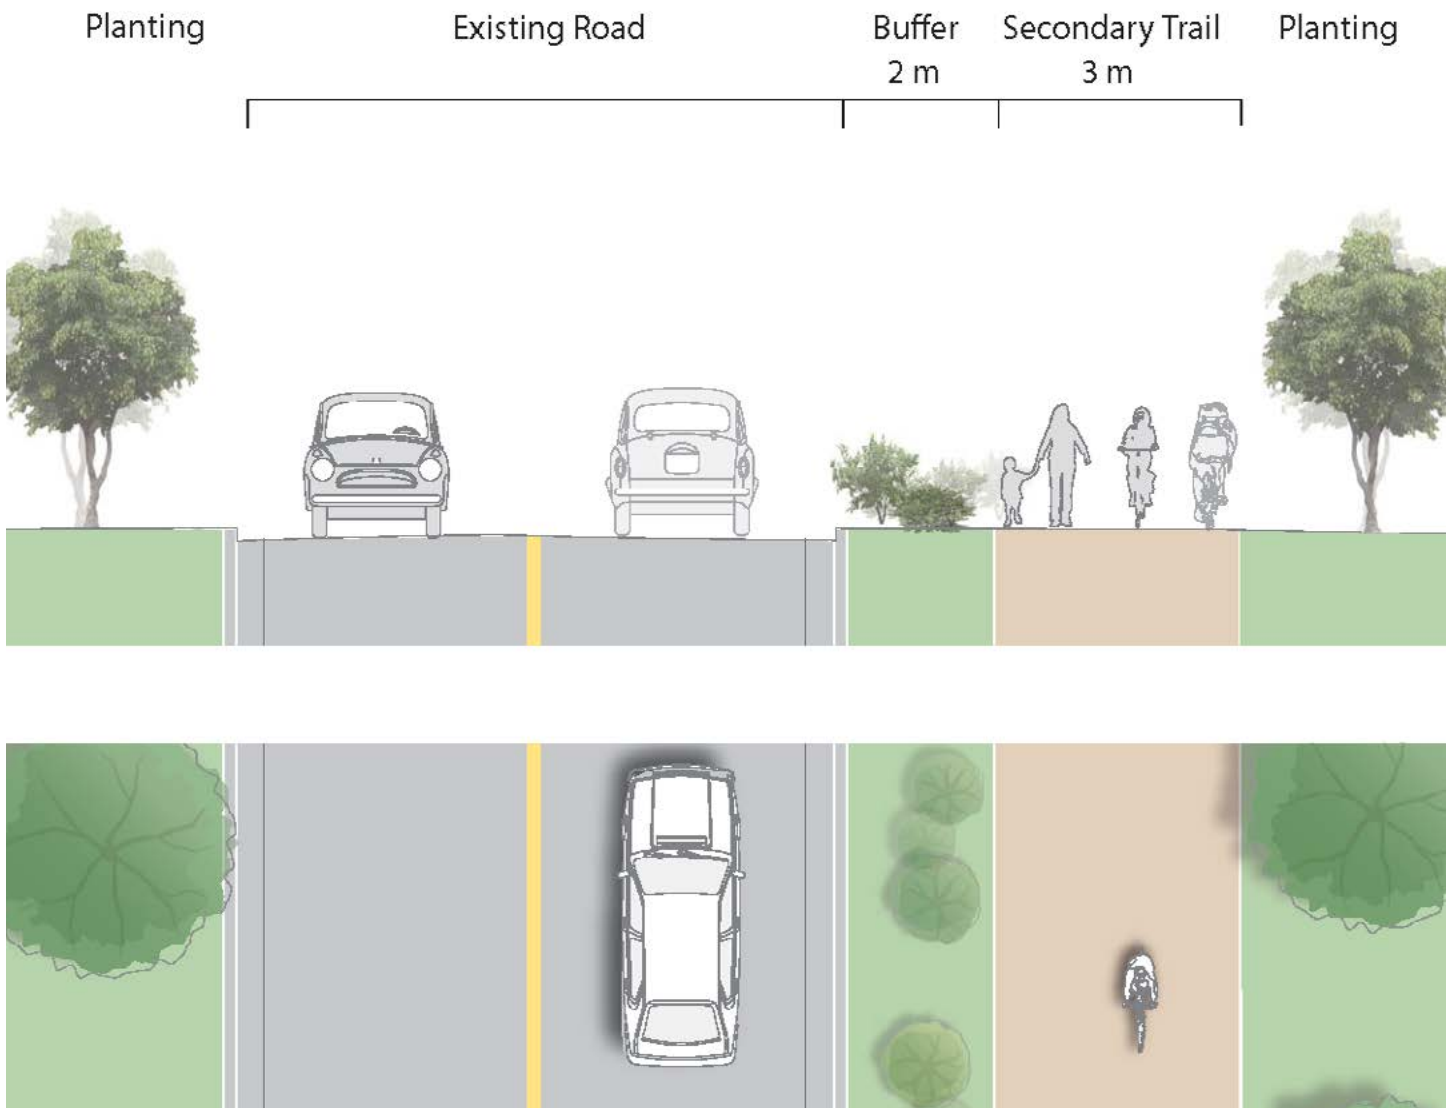 Planting
Existing Road
Buffer
2 m
Secondary Trail
3 m
Planting